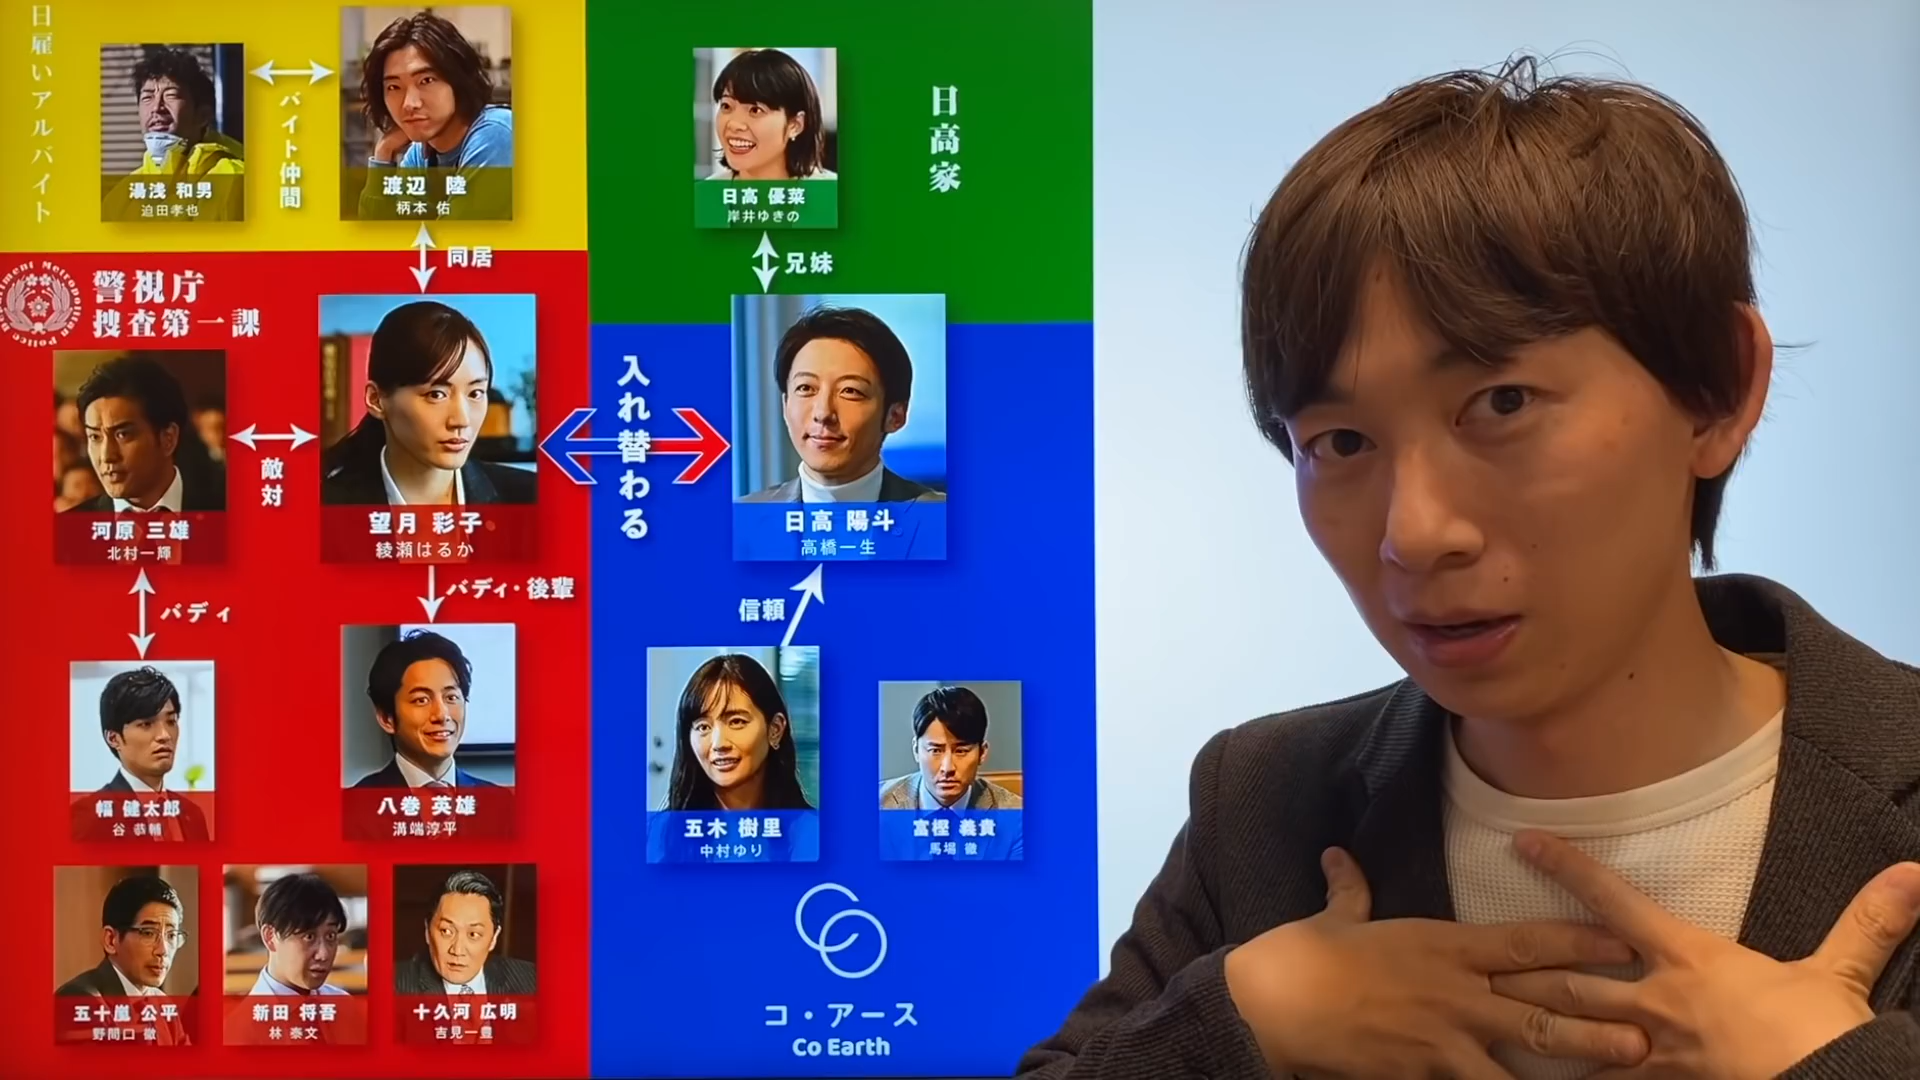 日雇いアルバイト
湯浅 和男
迫田孝也
バイト仲間
渡辺 陸
柄本 佑
同居
日高 優菜
岸井ゆきの
日高家
兄妹
警視庁
捜査第一課
河原 三雄
北村一輝
敵対
望月 彩子
綾瀬はるか
入れ替わる
日高 陽斗
高橋一生
バディ
バディ・後輩
信頼
幅 健太郎
谷 恭輔
八巻 英雄
溝端淳平
五木 樹里
中村ゆり
富樫 義貴
馬場 徹
五十嵐 公平
野間口 徹
新田 将吾
林 泰文
十久河 広明
吉見一豊
コ・アース
Co Earth